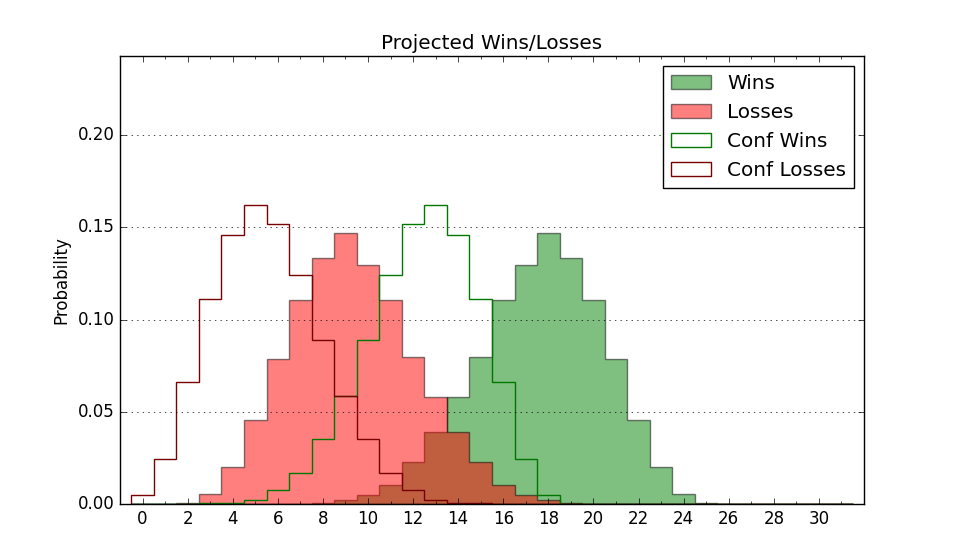 Projected Wins/Losses
Wins
Losses
Conf Wins
Conf Losses
Probability
0.20
0.15
0.10
0.05
0.00
0 2 4 6 8 10 12 14 16 18 20 22 24 26 28 30